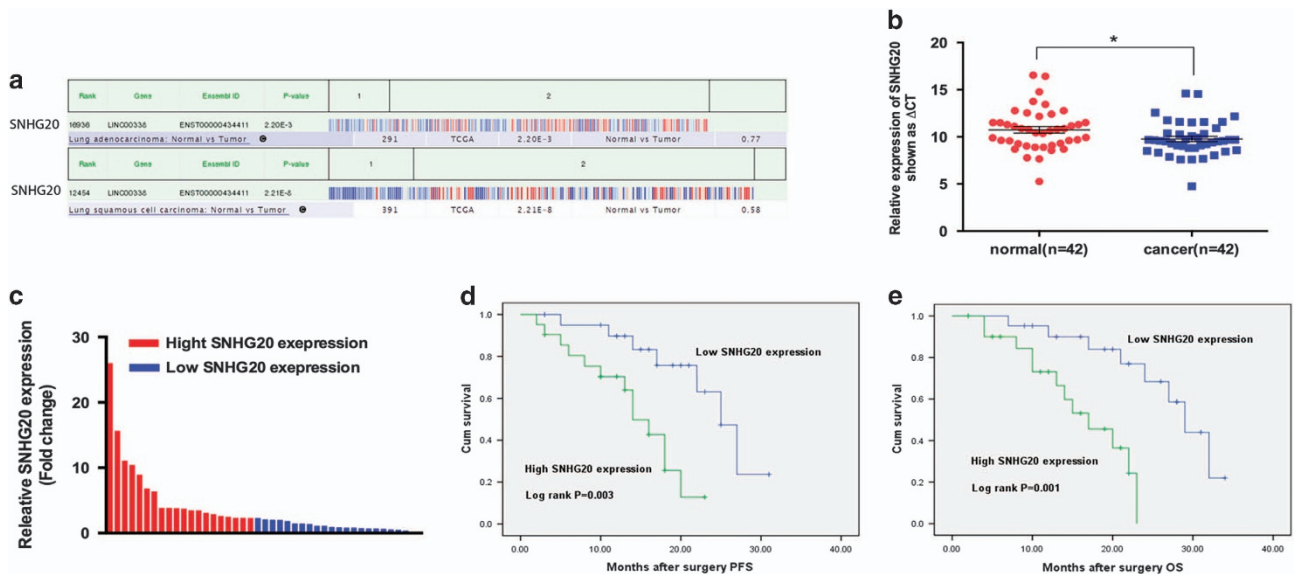 a
Rank Gene Ensembl ID P-value 1 2
SNHG20 16936 LINC00338 ENST00000434411 2.20E-3
Lung adenocarcinoma: Normal vs Tumor C 291 TCGA 2.20E-3 Normal vs Tumor 0.77
Rank Gene Ensembl ID P-value 1 2
SNHG20 12454 LINC00338 ENST00000434411 2.21E-8
Lung squamous cell carcinoma: Normal vs Tumor C 391 TCGA 2.21E-8 Normal vs Tumor 0.58
b
Relative expression of SNHG20
shown as ΔCT
20
15
10
5
0
*
normal(n=42) cancer(n=42)
c
Releative SNHG20 expression
(Fold change)
30
20
10
0
Hight SNHG20 exepression
Low SNHG20 exepression
d
Cum survival
1.0
0.8
0.6
0.4
0.2
0.0
Low SNHG20 expression
High SNHG20 expression
Log rank P=0.003
0.00 10.00 20.00 30.00 40.00
Months after surgery PFS
e
Cum survival
1.0
0.8
0.6
0.4
0.2
0.0
Low SNHG20 expression
High SNHG20 expression
Log rank P=0.001
0.00 10.00 20.00 30.00 40.00
Months after surgery OS